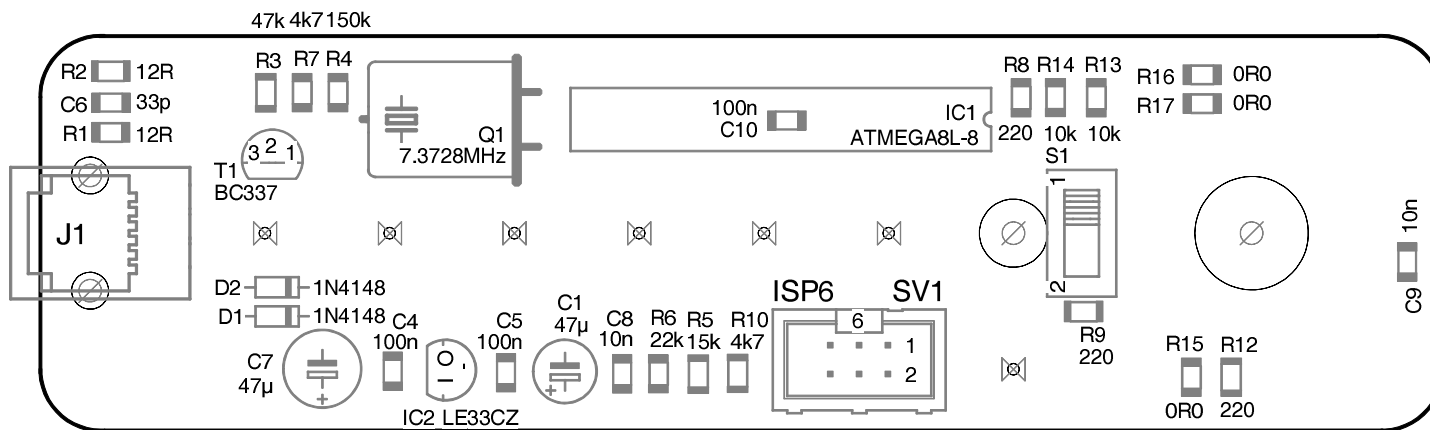 47k 4k7 150k
R3 R7 R4
R2 12R
C6 33p
R1 12R
T1
BC337
3 2 1
Q1
7.3728MHz
100n
C10
IC1
ATMEGA8L-8
R8 R14 R13
220 10k 10k
R16 0R0
R17 0R0
S1
1
2
J1
10n
C9
D2 1N4148
D1 1N4148
C7
47µ
C4
100n
IO
IC2 LE33CZ
C5
100n
C1
47µ
+
+
C8 R6 R5 R10
10n 22k 15k 4k7
ISP6 SV1
6
1
2
R9
220
R15 R12
0R0 220